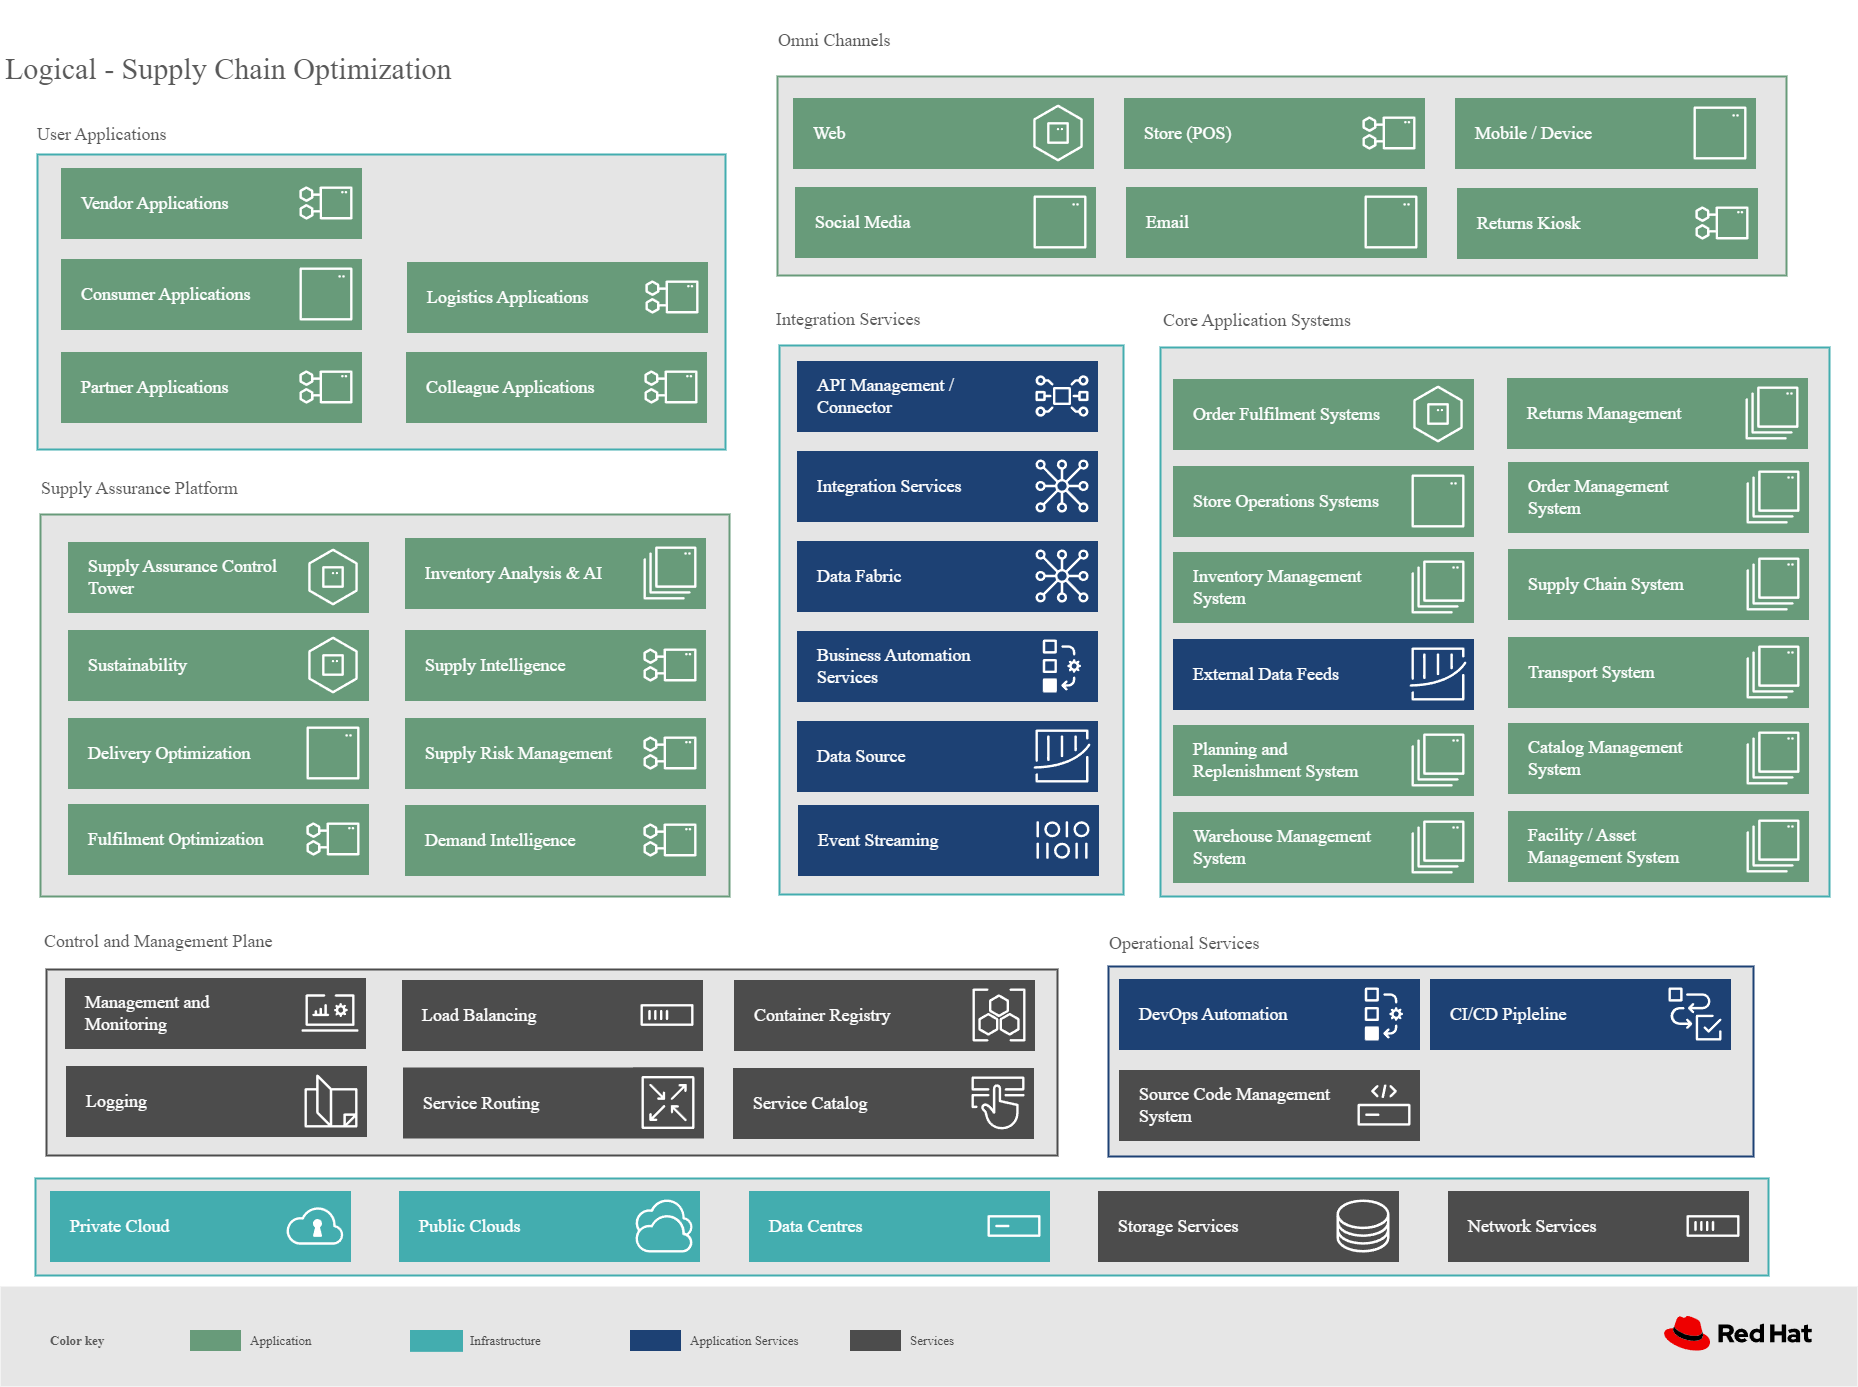 Logical - Supply Chain Optimization
User Applications
Vendor Applications
Consumer Applications
Logistics Applications
Partner Applications
Colleague Applications
Omni Channels
Web
Store (POS)
Mobile / Device
Social Media
Email
Returns Kiosk
Supply Assurance Platform
Supply Assurance Control
Tower
Inventory Analysis & AI
Sustainability
Supply Intelligence
Delivery Optimization
Supply Risk Management
Fulfilment Optimization
Demand Intelligence
Integration Services
API Management /
Connector
Integration Services
Data Fabric
Business Automation
Services
Data Source
Event Streaming
Core Application Systems
Order Fulfilment Systems
Returns Management
Store Operations Systems
Order Management
System
Inventory Management
System
Supply Chain System
External Data Feeds
Transport System
Planning and
Replenishment System
Catalog Management
System
Warehouse Management
System
Facility / Asset
Management System
Control and Management Plane
Management and
Monitoring
Load Balancing
Container Registry
Logging
Service Routing
Service Catalog
Operational Services
DevOps Automation
CI/CD Pipleline
Source Code Management
System
Private Cloud
Public Clouds
Data Centres
Storage Services
Network Services
Color key
Application
Infrastructure
Application Services
Services
Red Hat